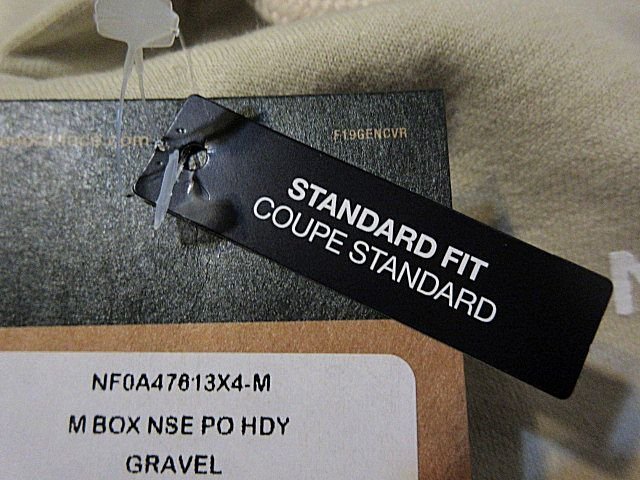 F19GENCVR
STANDARD FIT
COUPE STANDARD
NF0A47613X4-M
M BOX NSE PO HDY
GRAVEL